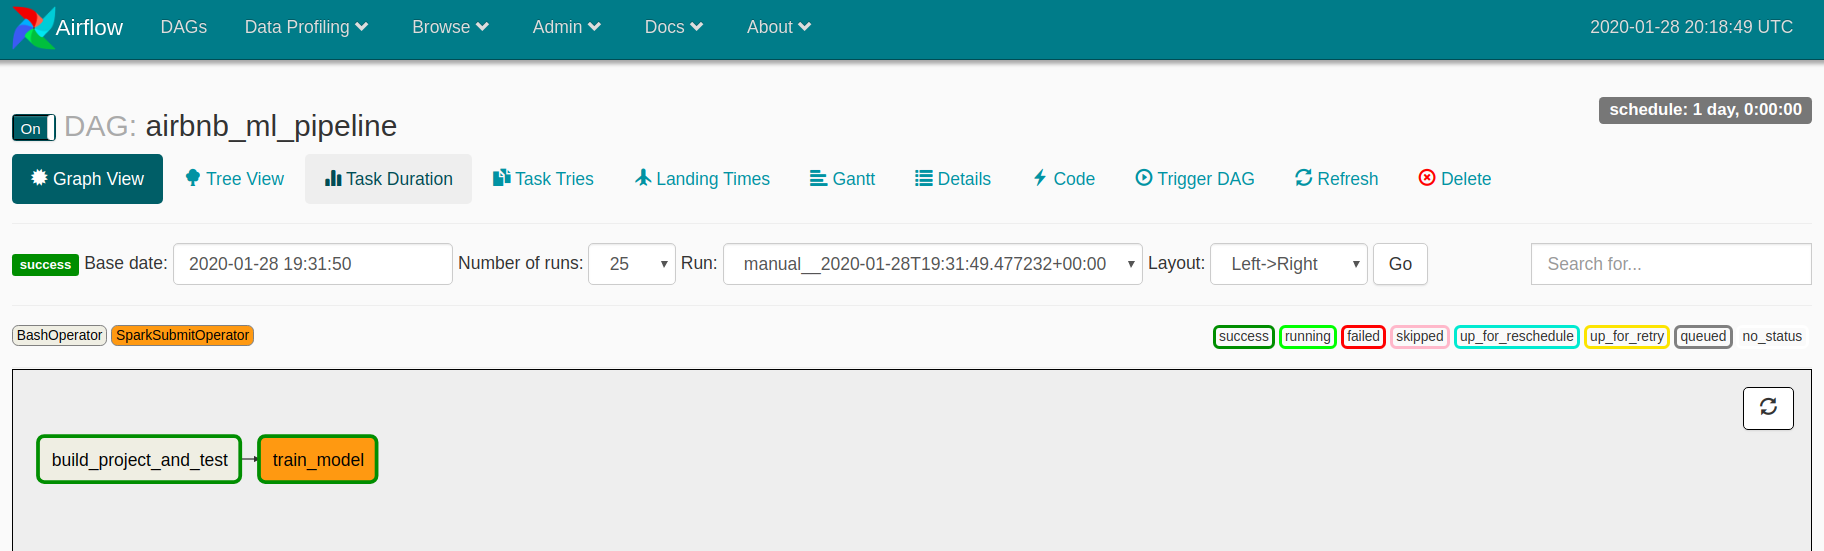 Airflow DAGs Data Profiling Browse Admin Docs About 2020-01-28 20:18:49 UTC
schedule: 1 day, 0:00:00
On DAG: airbnb_ml_pipeline
Graph View Tree View Task Duration Task Tries Landing Times Gantt Details Code Trigger DAG Refresh Delete
success Base date: 2020-01-28 19:31:50 Number of runs: 25 Run: manual__2020-01-28T19:31:49.477232+00:00 Layout: Left->Right Go Search for...
BashOperator SparkSubmitOperator success running failed skipped up_for_reschedule up_for_retry queued no_status
build_project_and_test train_model